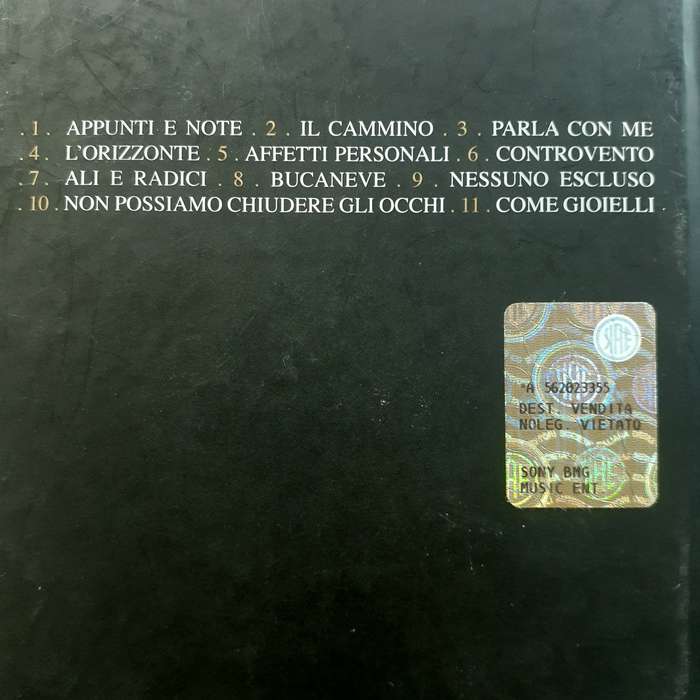 .1. APPUNTI E NOTE .2. IL CAMMINO .3. PARLA CON ME
.4. L'ORIZZONTE .5. AFFETTI PERSONALI .6. CONTROVENTO
.7. ALI E RADICI .8. BUCANEVE .9. NESSUNO ESCLUSO
.10. NON POSSIAMO CHIUDERE GLI OCCHI .11. COME GIOIELLI.
SIAE
*A 562023355
DEST. VENDITA
NOLEG. VIETATO
SONY BMG
MUSIC ENT.